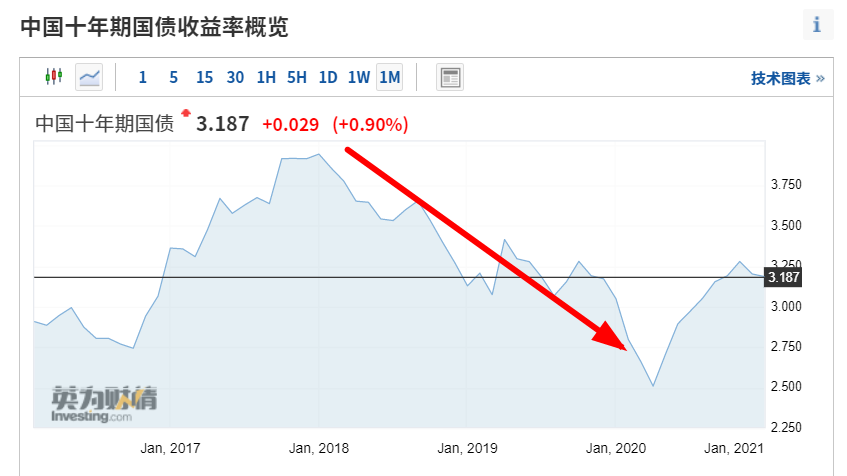 中国十年期国债收益率概览
i
1 5 15 30 1H 5H 1D 1W 1M 技术图表 »
中国十年期国债 3.187 +0.029 (+0.90%)
3.750
3.500
3.250
3.187
3.000
2.750
2.500
2.250
英为财情
Investing.com
Jan, 2017 Jan, 2018 Jan, 2019 Jan, 2020 Jan, 2021